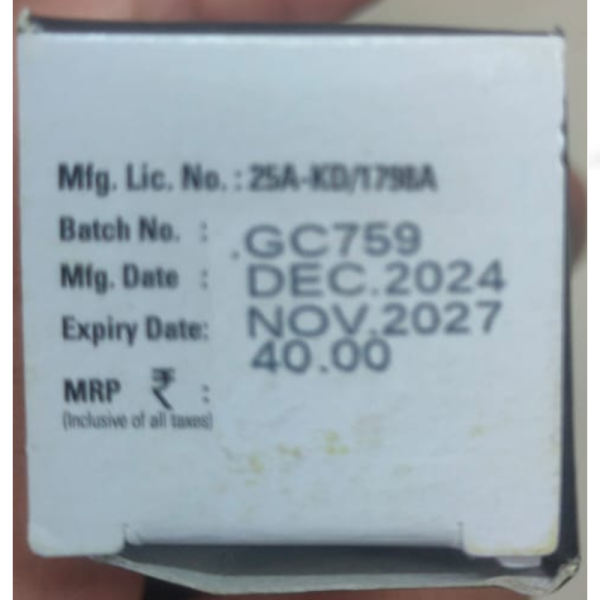 Mfg. Lic. No. : 25A-KD/1798A
Batch No. : .GC759
Mfg. Date : DEC.2024
Expiry Date: NOV.2027
MRP ₹ : 40.00
(Inclusive of all taxes)